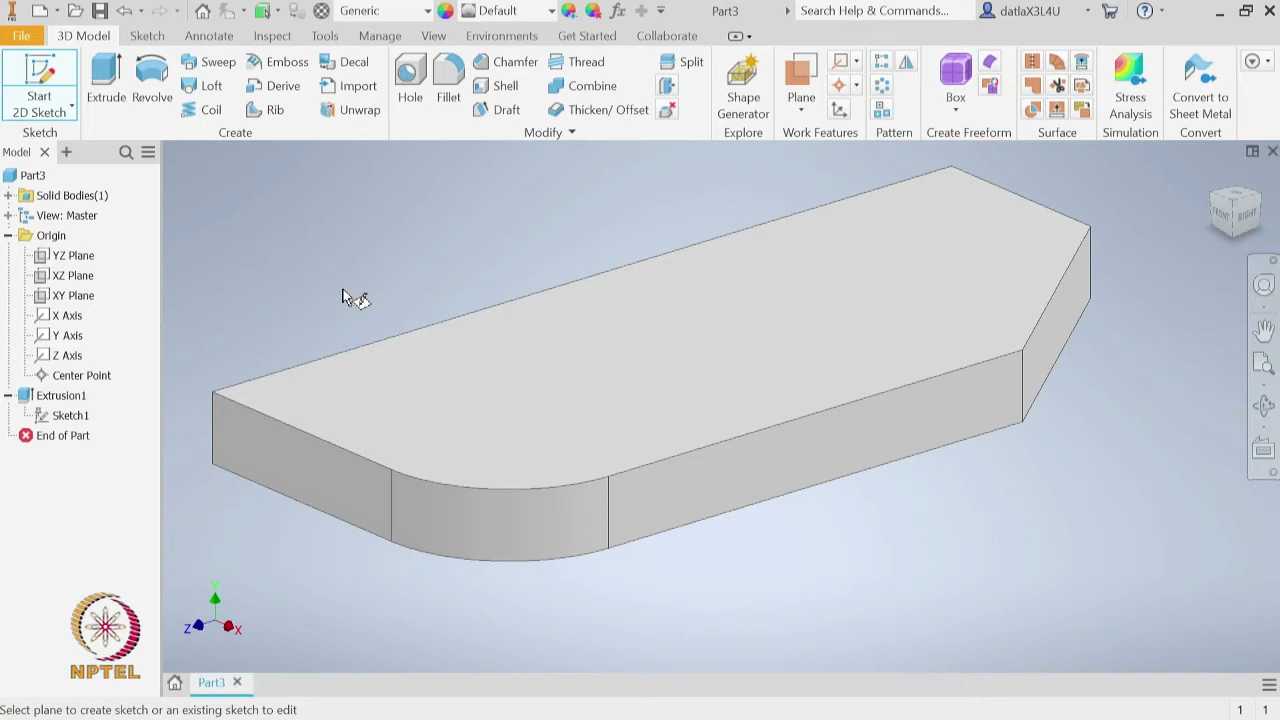 Generic
Default
Part3
Search Help & Commands...
datlaX3L4U
File
3D Model
Sketch
Annotate
Inspect
Tools
Manage
View
Environments
Get Started
Collaborate
Start
2D Sketch
Sketch
Extrude
Revolve
Sweep
Loft
Coil
Emboss
Derive
Rib
Import
Unwrap
Create
Hole
Fillet
Chamfer
Shell
Draft
Thread
Combine
Thicken/ Offset
Split
Modify
Shape
Generator
Explore
Plane
Work Features
Pattern
Box
Create Freeform
Surface
Stress
Analysis
Simulation
Convert to
Sheet Metal
Convert
Model
Part3
Solid Bodies(1)
View: Master
Origin
YZ Plane
XZ Plane
XY Plane
X Axis
Y Axis
Z Axis
Center Point
Extrusion1
Sketch1
End of Part
FRONT
RIGHT
Y
Z
X
NPTEL
Part3
Select plane to create sketch or an existing sketch to edit
1 1